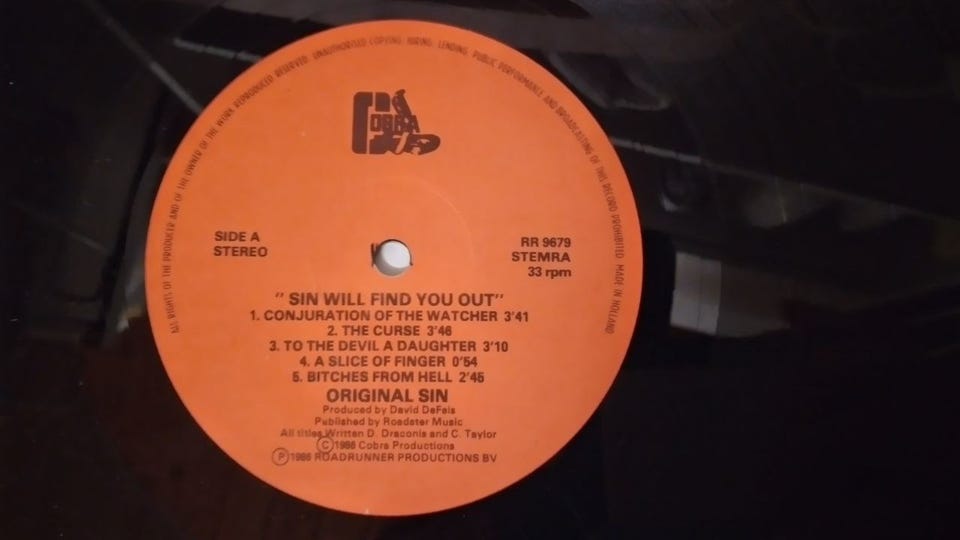 ALL RIGHTS OF THE PRODUCER AND OF THE OWNER OF THE WORK REPRODUCED RESERVED. UNAUTHORISED COPYING, HIRING, LENDING, PUBLIC PERFORMANCE AND BROADCASTING OF THIS RECORD PROHIBITED. MADE IN HOLLAND.
COBRA
SIDE A
STEREO
RR 9679
STEMRA
33 rpm
"SIN WILL FIND YOU OUT"
1. CONJURATION OF THE WATCHER 3'41
2. THE CURSE 3'46
3. TO THE DEVIL A DAUGHTER 3'10
4. A SLICE OF FINGER 0'54
5. BITCHES FROM HELL 2'45
ORIGINAL SIN
Produced by David DeFeis
Published by Roadster Music
All titles Written D. Draconis and C. Taylor
© 1986 Cobra Productions
℗ 1986 ROADRUNNER PRODUCTIONS BV